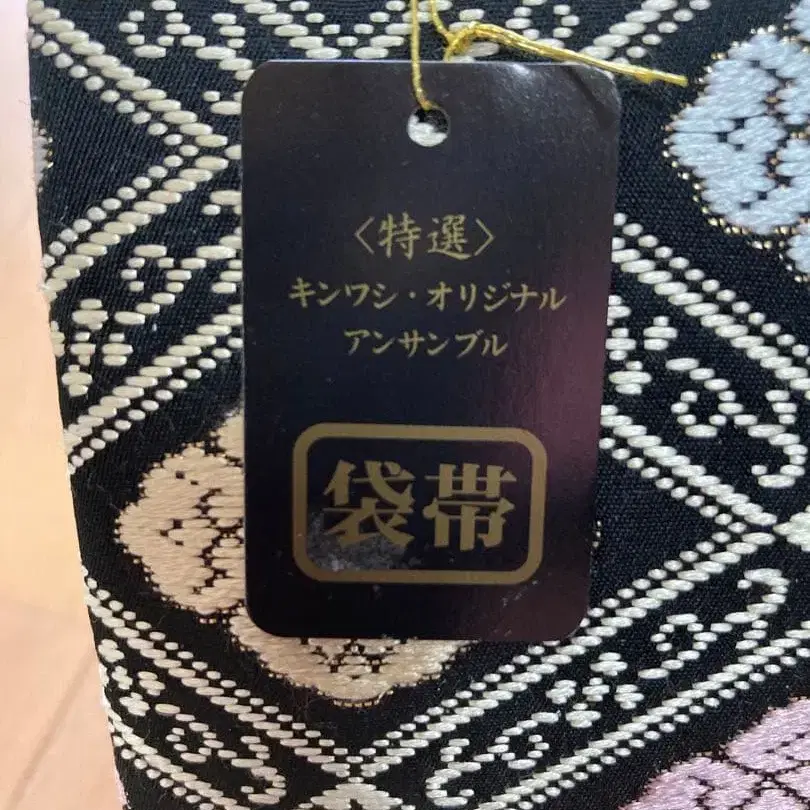 〈特選〉
キンワシ・オリジナル
アンサンブル
袋帯